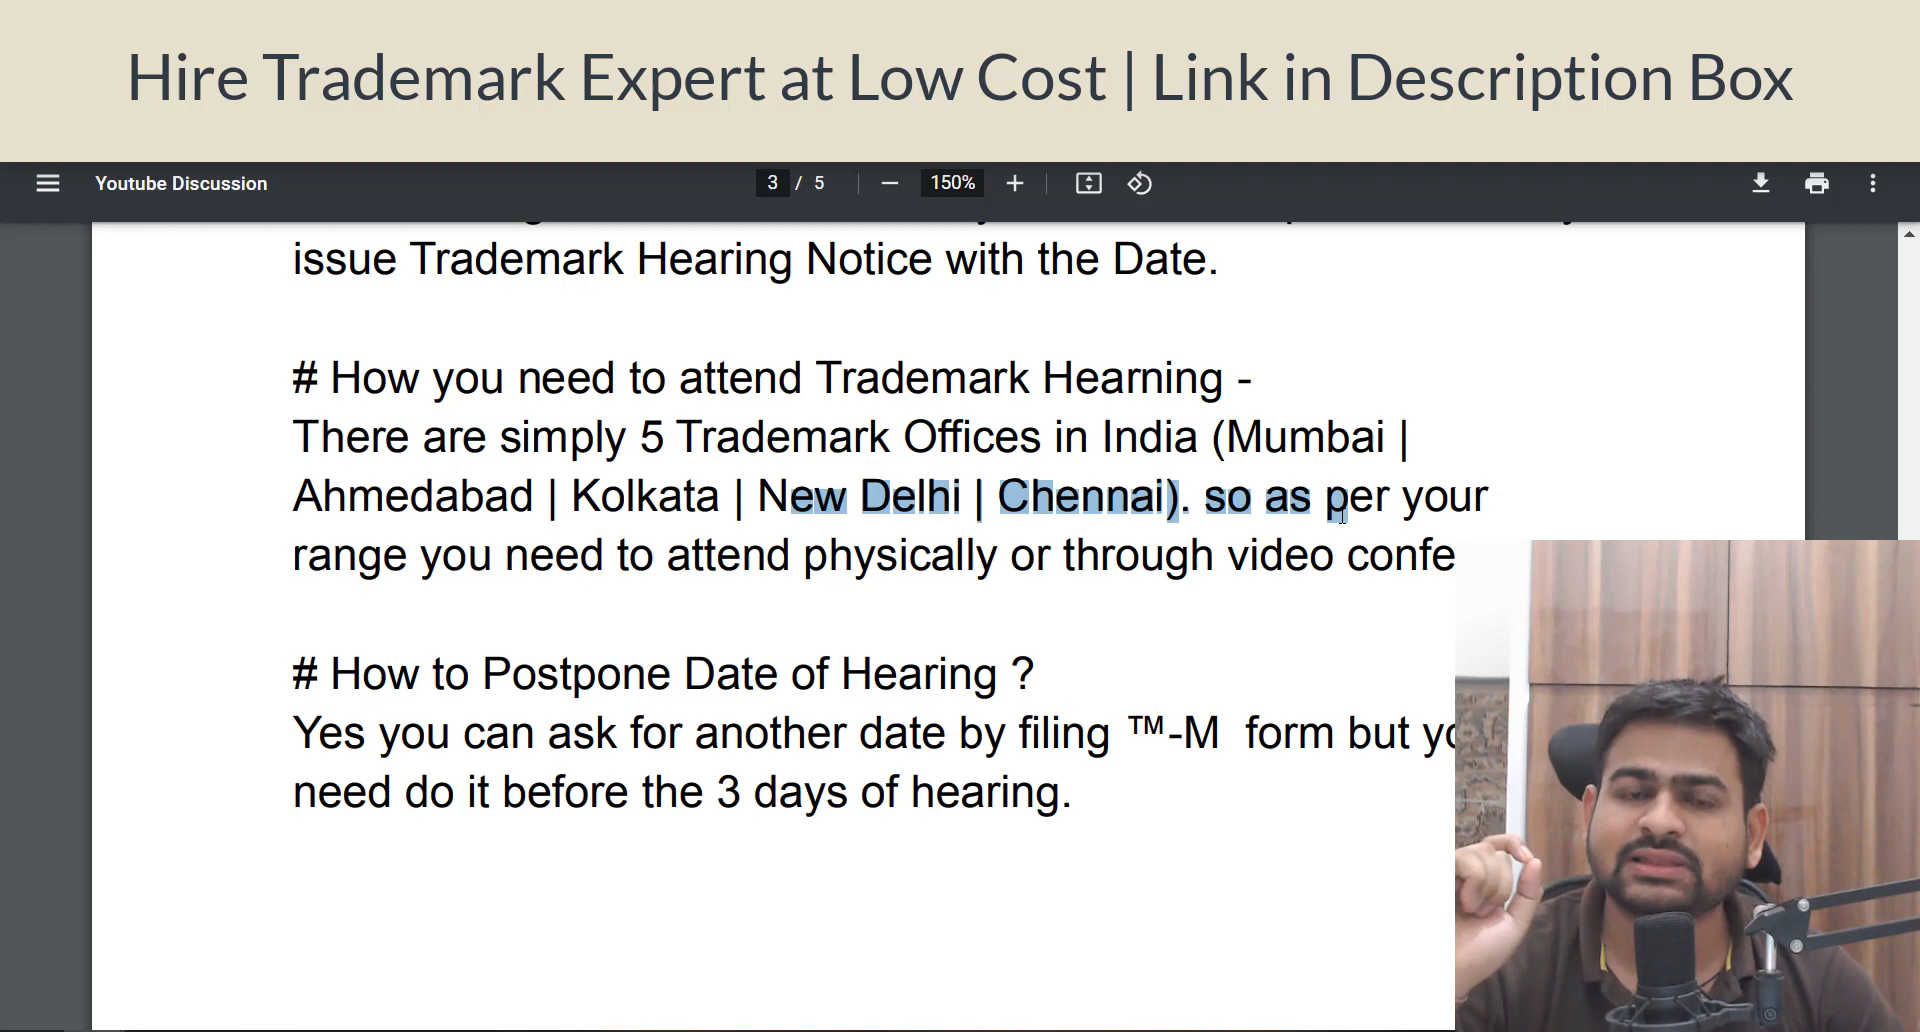 Hire Trademark Expert at Low Cost | Link in Description Box
Youtube Discussion
3 / 5
150%
issue Trademark Hearing Notice with the Date.
# How you need to attend Trademark Hearning -
There are simply 5 Trademark Offices in India (Mumbai |
Ahmedabad | Kolkata | New Delhi | Chennai). so as per your
range you need to attend physically or through video confe
# How to Postpone Date of Hearing ?
Yes you can ask for another date by filing ™-M form but yo
need do it before the 3 days of hearing.